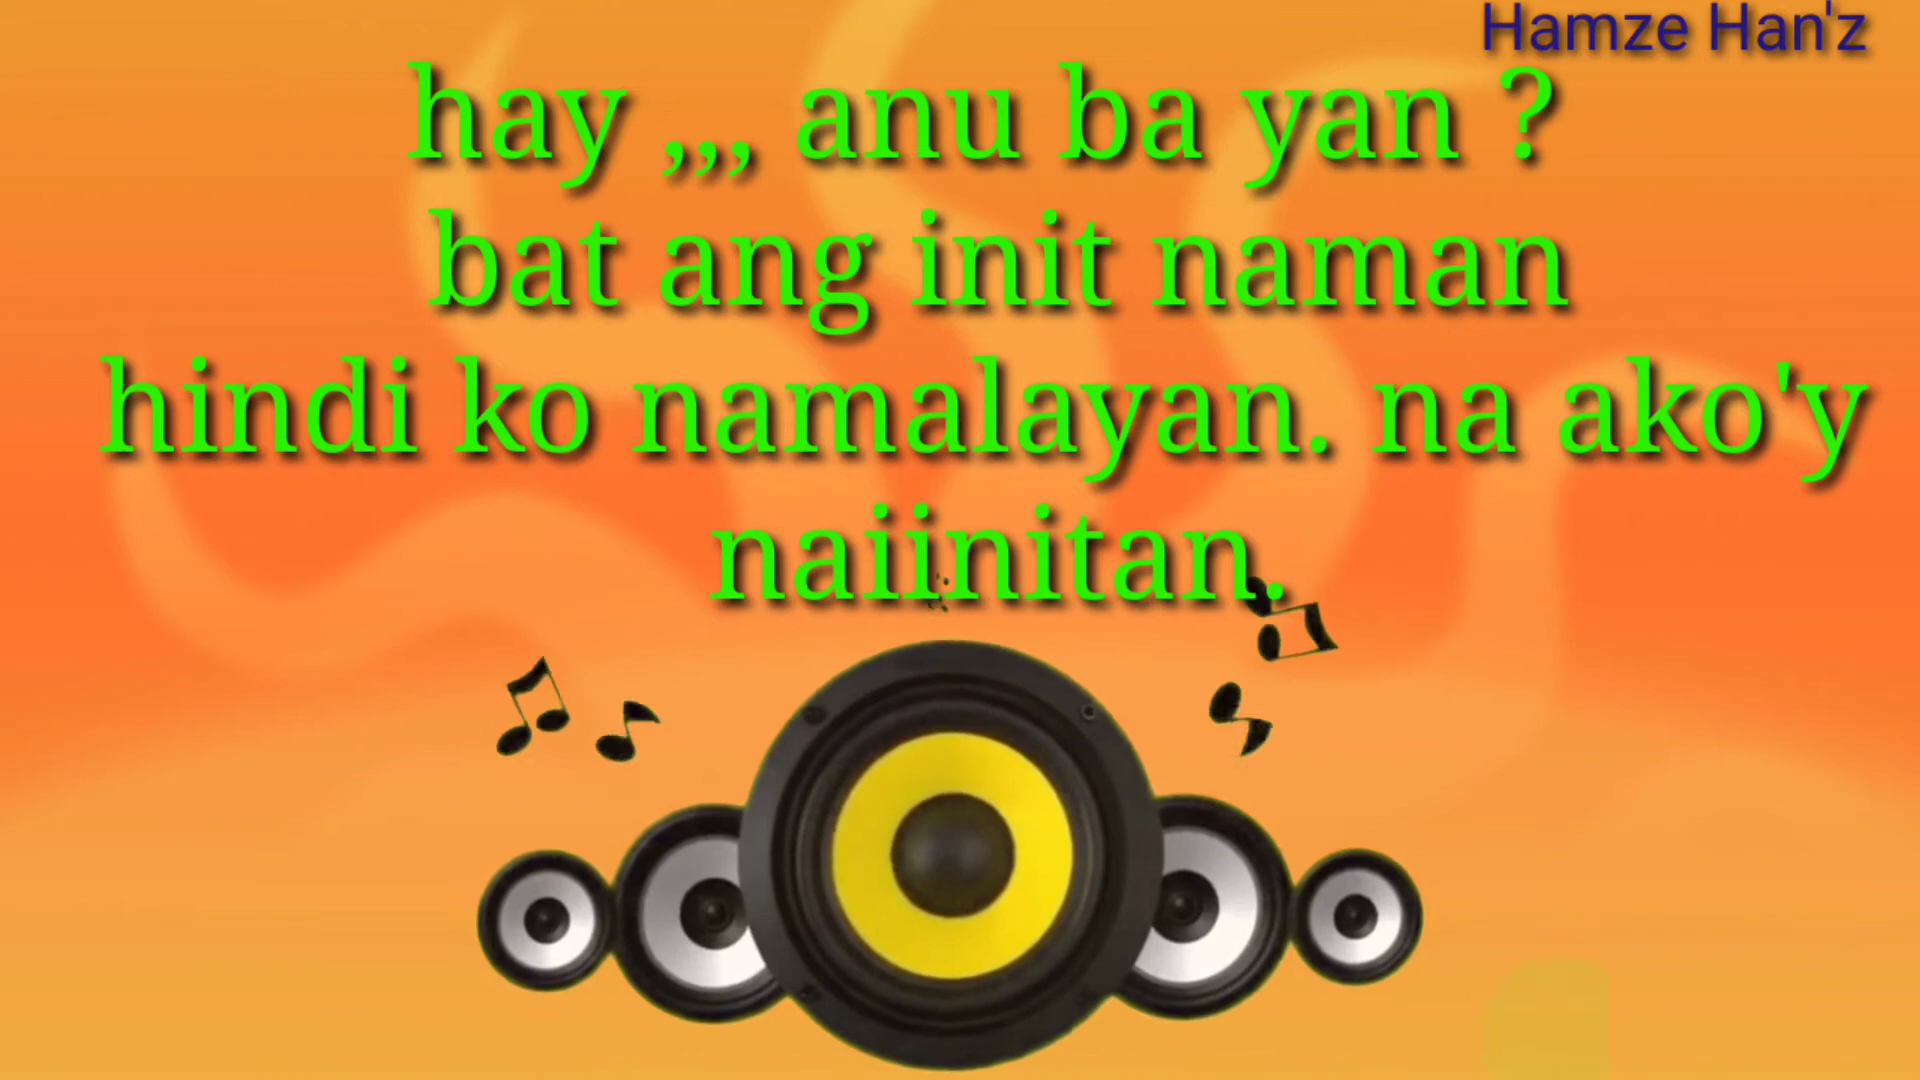 Hamze Han'z
hay ,,, anu ba yan ?
bat ang init naman
hindi ko namalayan. na ako'y
naiinitan.